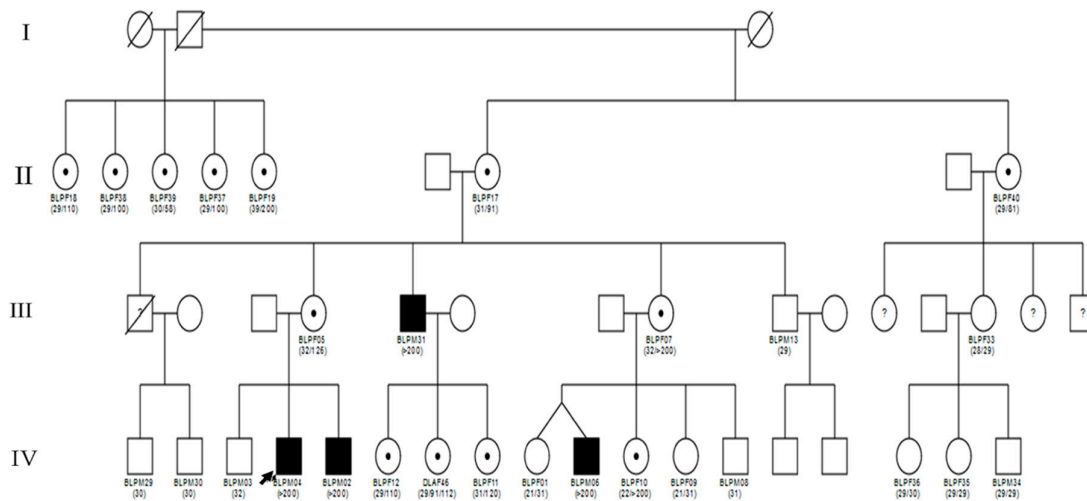 I
II
BLPF18 BLPF38 BLPF39 BLPF37 BLPF19 BLPF17 BLPF40
(29/110) (29/100) (30/58) (29/100) (39/200) (31/91) (29/81)
III
? ? ? ?
BLPF05 BLPM31 BLPF07 BLPM13 BLPF33
(32/126) (>200) (32/>200) (29) (28/29)
IV
BLPM29 BLPM30 BLPM03 BLPM04 BLPM02 BLPF12 DLAF46 BLPF11 BLPF01 BLPM06 BLPF10 BLPF09 BLPM08 BLPF36 BLPF35 BLPM34
(30) (30) (32) (>200) (>200) (29/110) (29/91/112) (31/120) (21/31) (>200) (22/>200) (21/31) (31) (29/30) (29/29) (29/29)